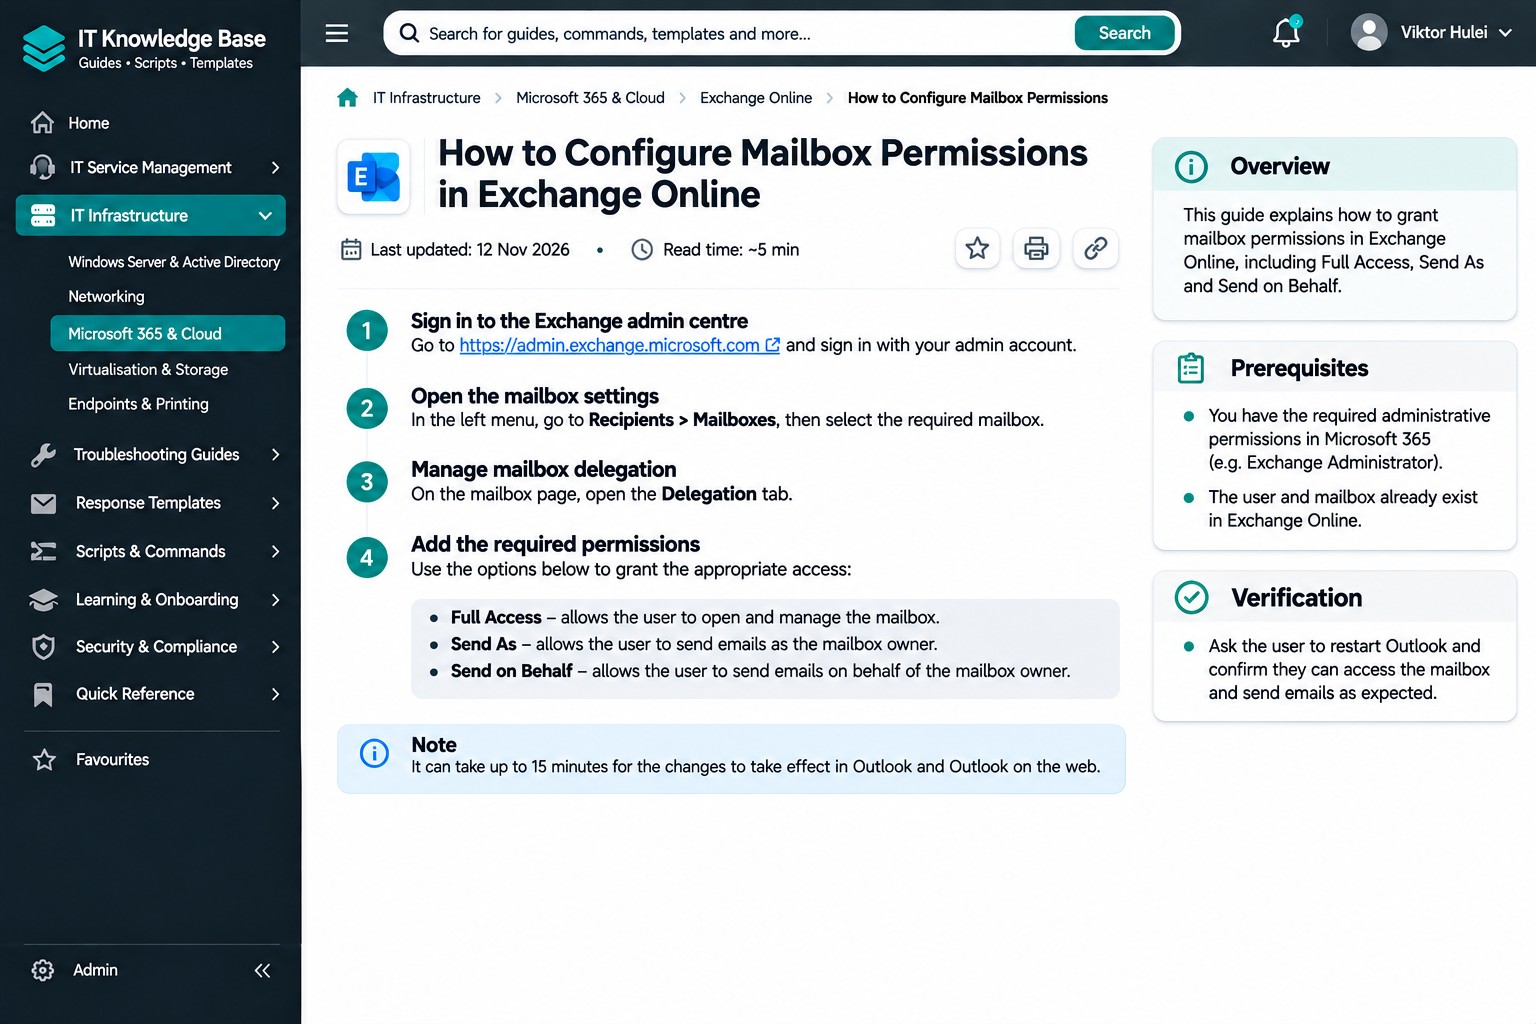 IT Knowledge Base
Guides • Scripts • Templates
Home
IT Service Management
IT Infrastructure
Windows Server & Active Directory
Networking
Microsoft 365 & Cloud
Virtualisation & Storage
Endpoints & Printing
Troubleshooting Guides
Response Templates
Scripts & Commands
Learning & Onboarding
Security & Compliance
Quick Reference
Favourites
Admin
Search for guides, commands, templates and more...
Search
Viktor Hulei
IT Infrastructure > Microsoft 365 & Cloud > Exchange Online > How to Configure Mailbox Permissions
E
How to Configure Mailbox Permissions
in Exchange Online
Last updated: 12 Nov 2026 • Read time: ~5 min
1
Sign in to the Exchange admin centre
Go to https://admin.exchange.microsoft.com and sign in with your admin account.
2
Open the mailbox settings
In the left menu, go to Recipients > Mailboxes, then select the required mailbox.
3
Manage mailbox delegation
On the mailbox page, open the Delegation tab.
4
Add the required permissions
Use the options below to grant the appropriate access:
• Full Access – allows the user to open and manage the mailbox.
• Send As – allows the user to send emails as the mailbox owner.
• Send on Behalf – allows the user to send emails on behalf of the mailbox owner.
Note
It can take up to 15 minutes for the changes to take effect in Outlook and Outlook on the web.
Overview
This guide explains how to grant
mailbox permissions in Exchange
Online, including Full Access, Send As
and Send on Behalf.
Prerequisites
• You have the required administrative
permissions in Microsoft 365
(e.g. Exchange Administrator).
• The user and mailbox already exist
in Exchange Online.
Verification
• Ask the user to restart Outlook and
confirm they can access the mailbox
and send emails as expected.